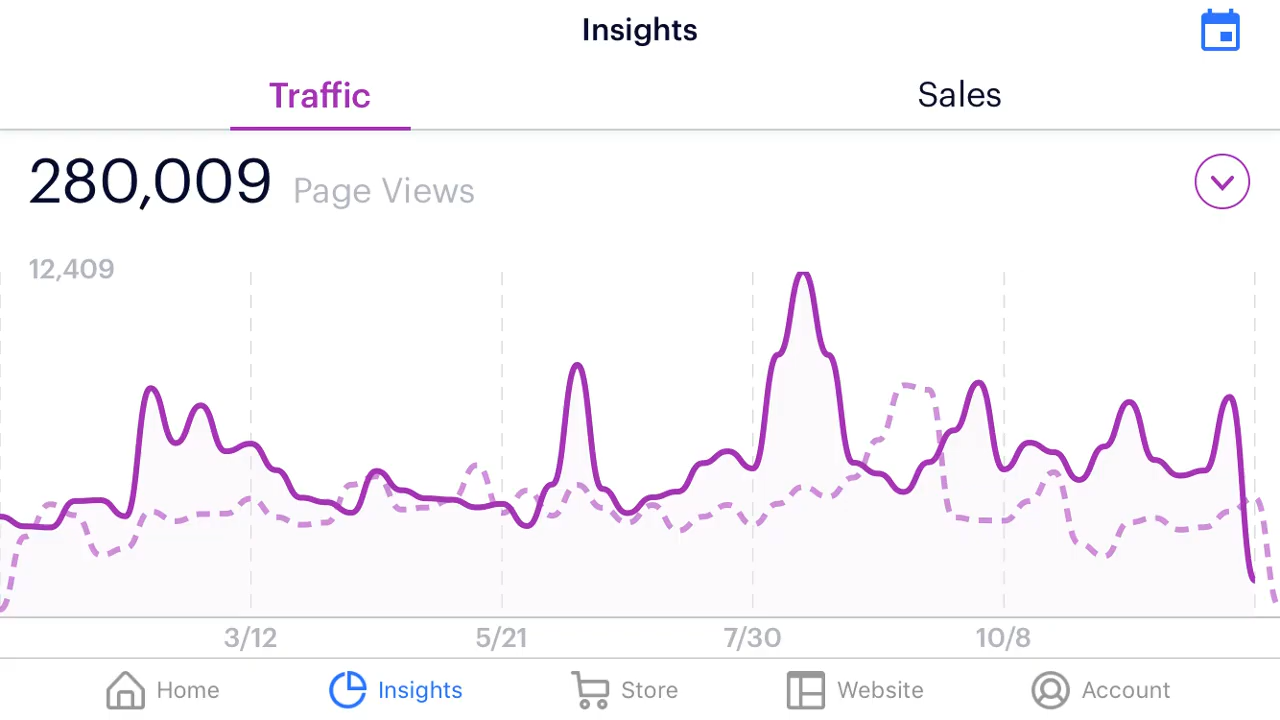 Insights
Traffic Sales
280,009 Page Views
12,409
3/12 5/21 7/30 10/8
Home Insights Store Website Account